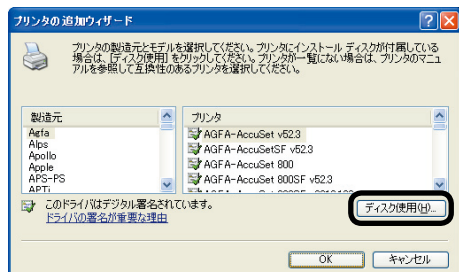 プリンタの追加ウィザード
プリンタの製造元とモデルを選択してください。プリンタにインストール ディスクが付属している
場合は、[ディスク使用] をクリックしてください。プリンタが一覧にない場合は、プリンタのマニュ
アルを参照して互換性のあるプリンタを選択してください。
製造元
Agfa
Alps
Apollo
Apple
APS-PS
APTi
プリンタ
AGFA-AccuSet v52.3
AGFA-AccuSetSF v52.3
AGFA-AccuSet 800
AGFA-AccuSet 800SF v52.3
このドライバはデジタル署名されています。
ドライバの署名が重要な理由
ディスク使用(H)...
OK
キャンセル